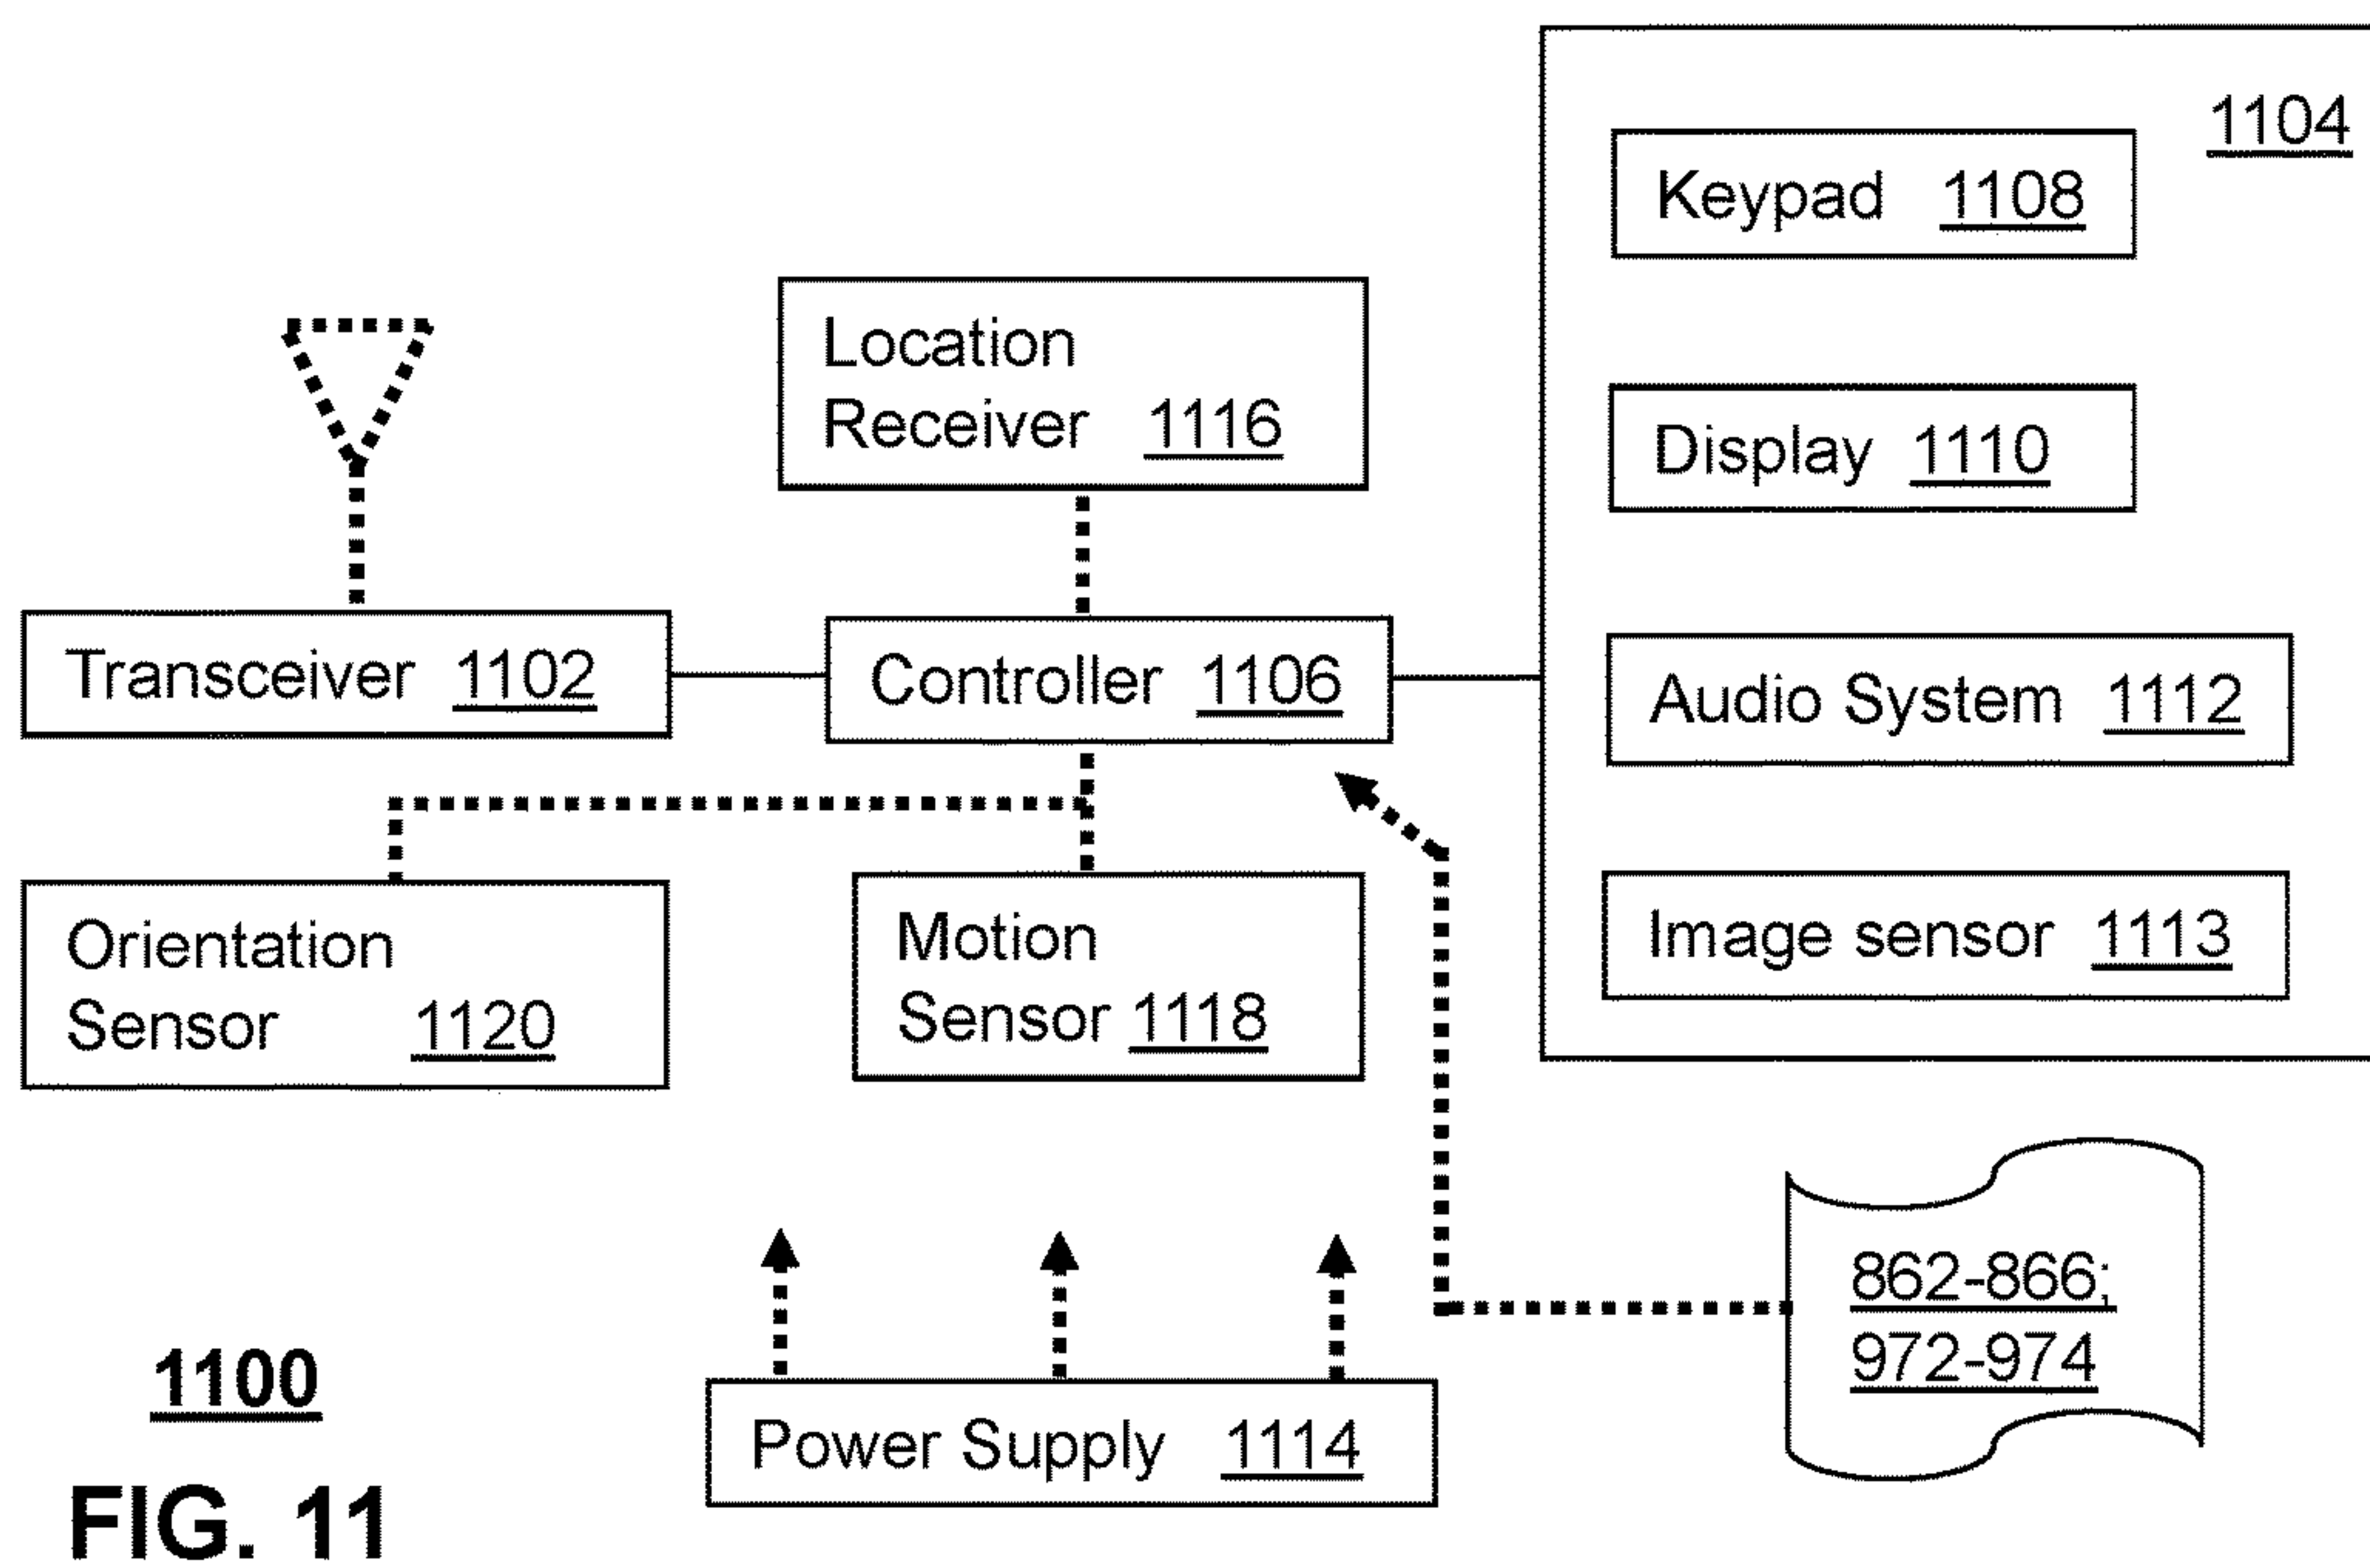 1104
Keypad 1108
Location
Receiver 1116
Display 1110
Transceiver 1102
Controller 1106
Audio System 1112
Orientation
Sensor 1120
Motion
Sensor 1118
Image sensor 1113
862-866;
972-974
Power Supply 1114
1100
FIG. 11